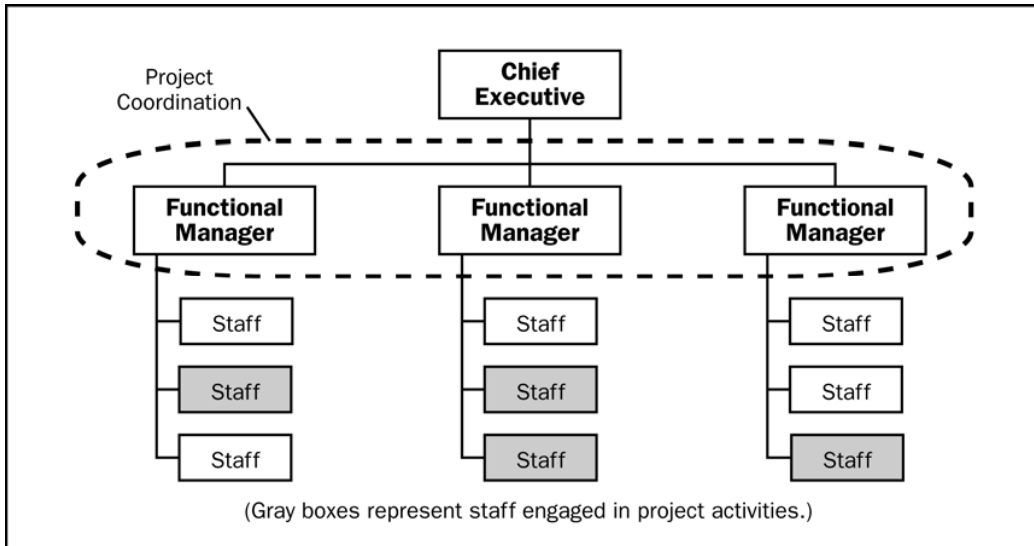 Project
Coordination
Chief
Executive
Functional
Manager
Functional
Manager
Functional
Manager
Staff
Staff
Staff
Staff
Staff
Staff
Staff
Staff
Staff
(Gray boxes represent staff engaged in project activities.)